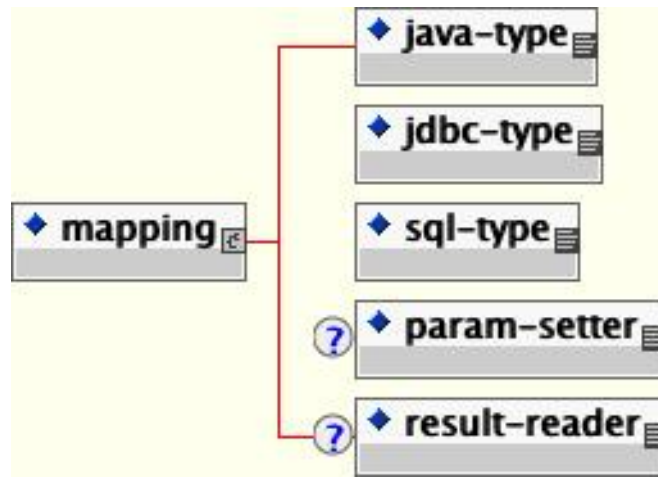 java-type
jdbc-type
mapping
sql-type
?
param-setter
?
result-reader